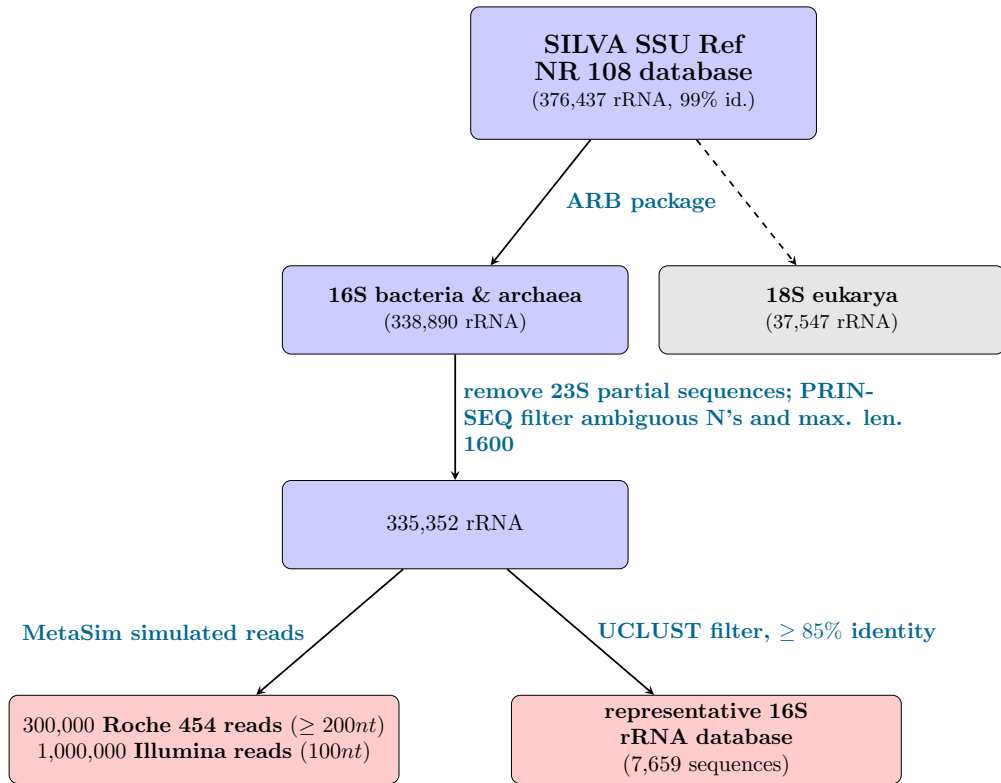 SILVA SSU Ref
NR 108 database
(376,437 rRNA, 99% id.)
ARB package
16S bacteria & archaea
(338,890 rRNA)
18S eukarya
(37,547 rRNA)
remove 23S partial sequences; PRIN-
SEQ filter ambiguous N's and max. len.
1600
335,352 rRNA
MetaSim simulated reads
UCLUST filter, ≥ 85% identity
300,000 Roche 454 reads (≥ 200nt)
1,000,000 Illumina reads (100nt)
representative 16S
rRNA database
(7,659 sequences)